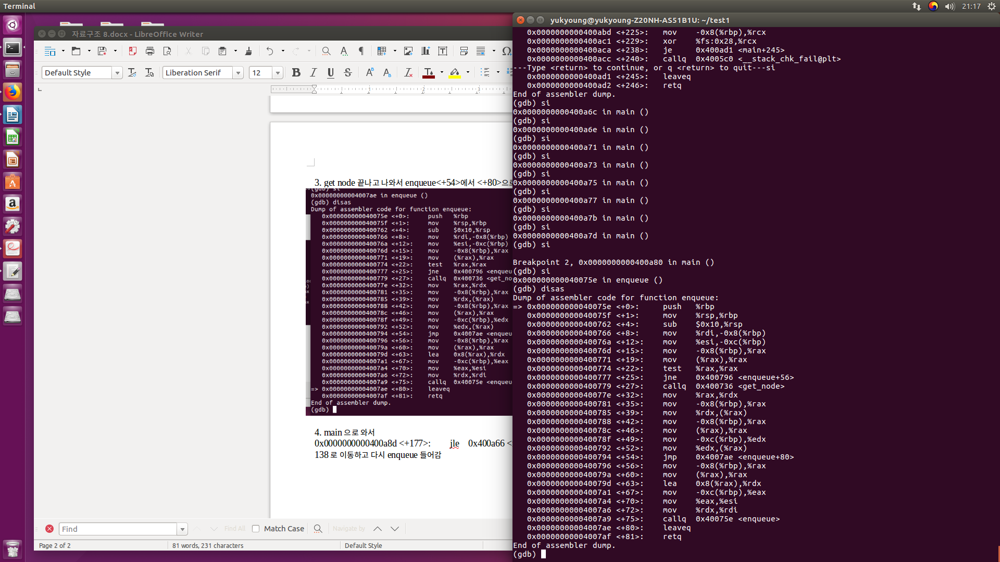 Terminal
21:17
자료구조 8.docx - LibreOffice Writer
Default Style
Liberation Serif
12
1
2
3
3. get node 끝나고 나와서 enqueue<+54>에서 <+80>으로
0x00000000004007ae in enqueue ()
(gdb) disas
Dump of assembler code for function enqueue:
0x000000000040075e <+0>: push %rbp
0x000000000040075f <+1>: mov %rsp,%rbp
0x0000000000400762 <+4>: sub $0x10,%rsp
0x0000000000400766 <+8>: mov %rdi,-0x8(%rbp)
0x000000000040076a <+12>: mov %esi,-0xc(%rbp)
0x000000000040076d <+15>: mov -0x8(%rbp),%rax
0x0000000000400771 <+19>: mov (%rax),%rax
0x0000000000400774 <+22>: test %rax,%rax
0x0000000000400777 <+25>: jne 0x400796 <enqueu
0x0000000000400779 <+27>: callq 0x400736 <get_no
0x000000000040077e <+32>: mov %rax,%rdx
0x0000000000400781 <+35>: mov -0x8(%rbp),%rax
0x0000000000400785 <+39>: mov %rdx,(%rax)
0x0000000000400788 <+42>: mov -0x8(%rbp),%rax
0x000000000040078c <+46>: mov (%rax),%rax
0x000000000040078f <+49>: mov -0xc(%rbp),%edx
0x0000000000400792 <+52>: mov %edx,(%rax)
0x0000000000400794 <+54>: jmp 0x4007ae <enqueu
0x0000000000400796 <+56>: mov -0x8(%rbp),%rax
0x000000000040079a <+60>: mov (%rax),%rax
0x000000000040079d <+63>: lea 0x8(%rax),%rdx
0x00000000004007a1 <+67>: mov -0xc(%rbp),%eax
0x00000000004007a4 <+70>: mov %eax,%esi
0x00000000004007a6 <+72>: mov %rdx,%rdi
0x00000000004007a9 <+75>: callq 0x40075e <enqueu
=> 0x00000000004007ae <+80>: leaveq
0x00000000004007af <+81>: retq
End of assembler dump.
(gdb)
4. main 으로 와서
0x0000000000400a8d <+177>: jle 0x400a66 <
138 로 이동하고 다시 enqueue 들어감
Find
Find All
Match Case
Navigate by
Page 2 of 2
81 words, 231 characters
Default Style
yukyoung@yukyoung-Z20NH-AS51B1U: ~/test1
0x0000000000400abd <+225>: mov -0x8(%rbp),%rcx
0x0000000000400ac1 <+229>: xor %fs:0x28,%rcx
0x0000000000400aca <+238>: je 0x400ad1 <main+245>
0x0000000000400acc <+240>: callq 0x4005c0 <__stack_chk_fail@plt>
---Type <return> to continue, or q <return> to quit---si
0x0000000000400ad1 <+245>: leaveq
0x0000000000400ad2 <+246>: retq
End of assembler dump.
(gdb) si
0x0000000000400a6c in main ()
(gdb) si
0x0000000000400a6e in main ()
(gdb) si
0x0000000000400a71 in main ()
(gdb) si
0x0000000000400a73 in main ()
(gdb) si
0x0000000000400a75 in main ()
(gdb) si
0x0000000000400a77 in main ()
(gdb) si
0x0000000000400a7b in main ()
(gdb) si
0x0000000000400a7d in main ()
(gdb) si
Breakpoint 2, 0x0000000000400a80 in main ()
(gdb) si
0x000000000040075e in enqueue ()
(gdb) disas
Dump of assembler code for function enqueue:
=> 0x000000000040075e <+0>: push %rbp
0x000000000040075f <+1>: mov %rsp,%rbp
0x0000000000400762 <+4>: sub $0x10,%rsp
0x0000000000400766 <+8>: mov %rdi,-0x8(%rbp)
0x000000000040076a <+12>: mov %esi,-0xc(%rbp)
0x000000000040076d <+15>: mov -0x8(%rbp),%rax
0x0000000000400771 <+19>: mov (%rax),%rax
0x0000000000400774 <+22>: test %rax,%rax
0x0000000000400777 <+25>: jne 0x400796 <enqueue+56>
0x0000000000400779 <+27>: callq 0x400736 <get_node>
0x000000000040077e <+32>: mov %rax,%rdx
0x0000000000400781 <+35>: mov -0x8(%rbp),%rax
0x0000000000400785 <+39>: mov %rdx,(%rax)
0x0000000000400788 <+42>: mov -0x8(%rbp),%rax
0x000000000040078c <+46>: mov (%rax),%rax
0x000000000040078f <+49>: mov -0xc(%rbp),%edx
0x0000000000400792 <+52>: mov %edx,(%rax)
0x0000000000400794 <+54>: jmp 0x4007ae <enqueue+80>
0x0000000000400796 <+56>: mov -0x8(%rbp),%rax
0x000000000040079a <+60>: mov (%rax),%rax
0x000000000040079d <+63>: lea 0x8(%rax),%rdx
0x00000000004007a1 <+67>: mov -0xc(%rbp),%eax
0x00000000004007a4 <+70>: mov %eax,%esi
0x00000000004007a6 <+72>: mov %rdx,%rdi
0x00000000004007a9 <+75>: callq 0x40075e <enqueue>
0x00000000004007ae <+80>: leaveq
0x00000000004007af <+81>: retq
End of assembler dump.
(gdb)